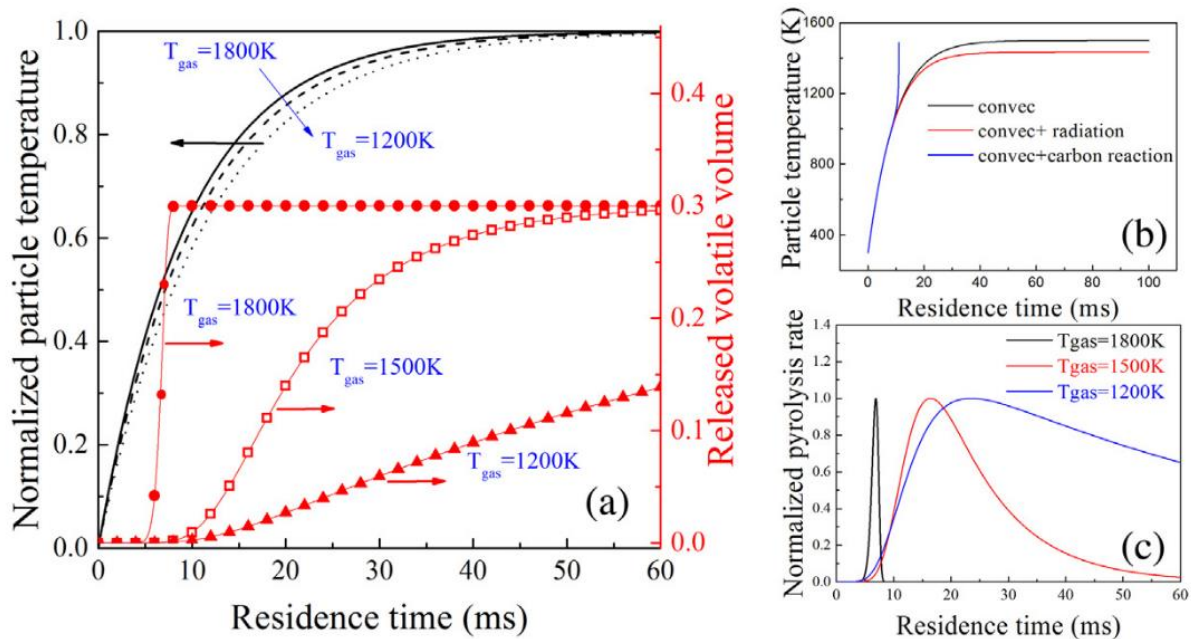 (a)
Normalized particle temperature
1.0
0.8
0.6
0.4
0.2
0.0
T gas=1800K
T gas=1200K
T gas=1800K
T gas=1500K
T gas=1200K
0.4
0.3
0.2
0.1
0.0
Released volatile volume
0 10 20 30 40 50 60
Residence time (ms)
Particle temperature (K)
1600
1200
800
400
convec
convec+ radiation
convec+carbon reaction
(b)
0 20 40 60 80 100
Residence time (ms)
Normalized pyrolysis rate
1.4
1.2
1.0
0.8
0.6
0.4
0.2
0.0
Tgas=1800K
Tgas=1500K
Tgas=1200K
(c)
0 10 20 30 40 50 60
Residence time (ms)